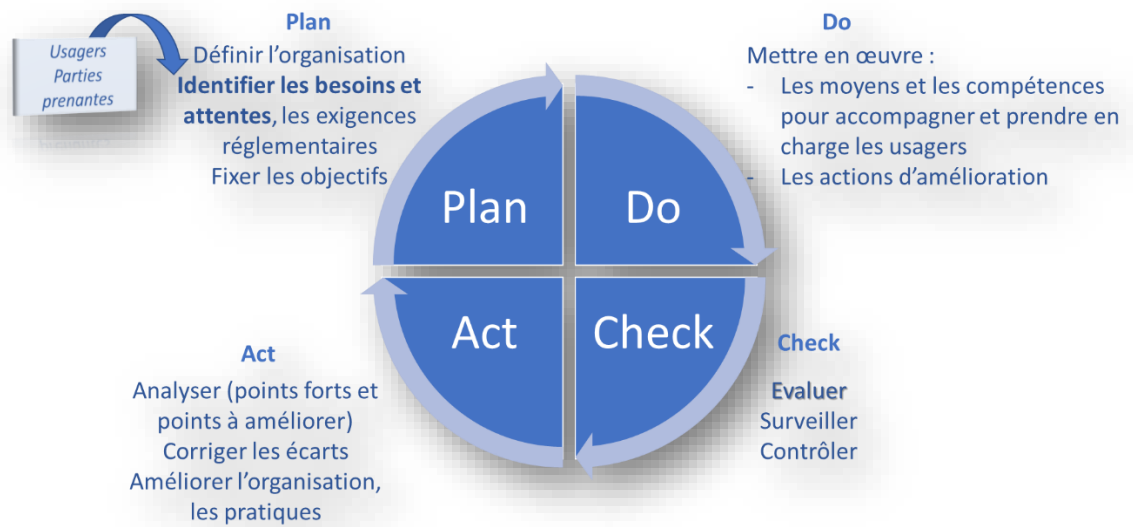 Usagers
Parties
prenantes
Plan
Définir l'organisation
Identifier les besoins et
attentes, les exigences
réglementaires
Fixer les objectifs
Do
Mettre en œuvre :
- Les moyens et les compétences
pour accompagner et prendre en
charge les usagers
- Les actions d'amélioration
Plan
Do
Act
Check
Act
Analyser (points forts et
points à améliorer)
Corriger les écarts
Améliorer l'organisation,
les pratiques
Check
Evaluer
Surveiller
Contrôler